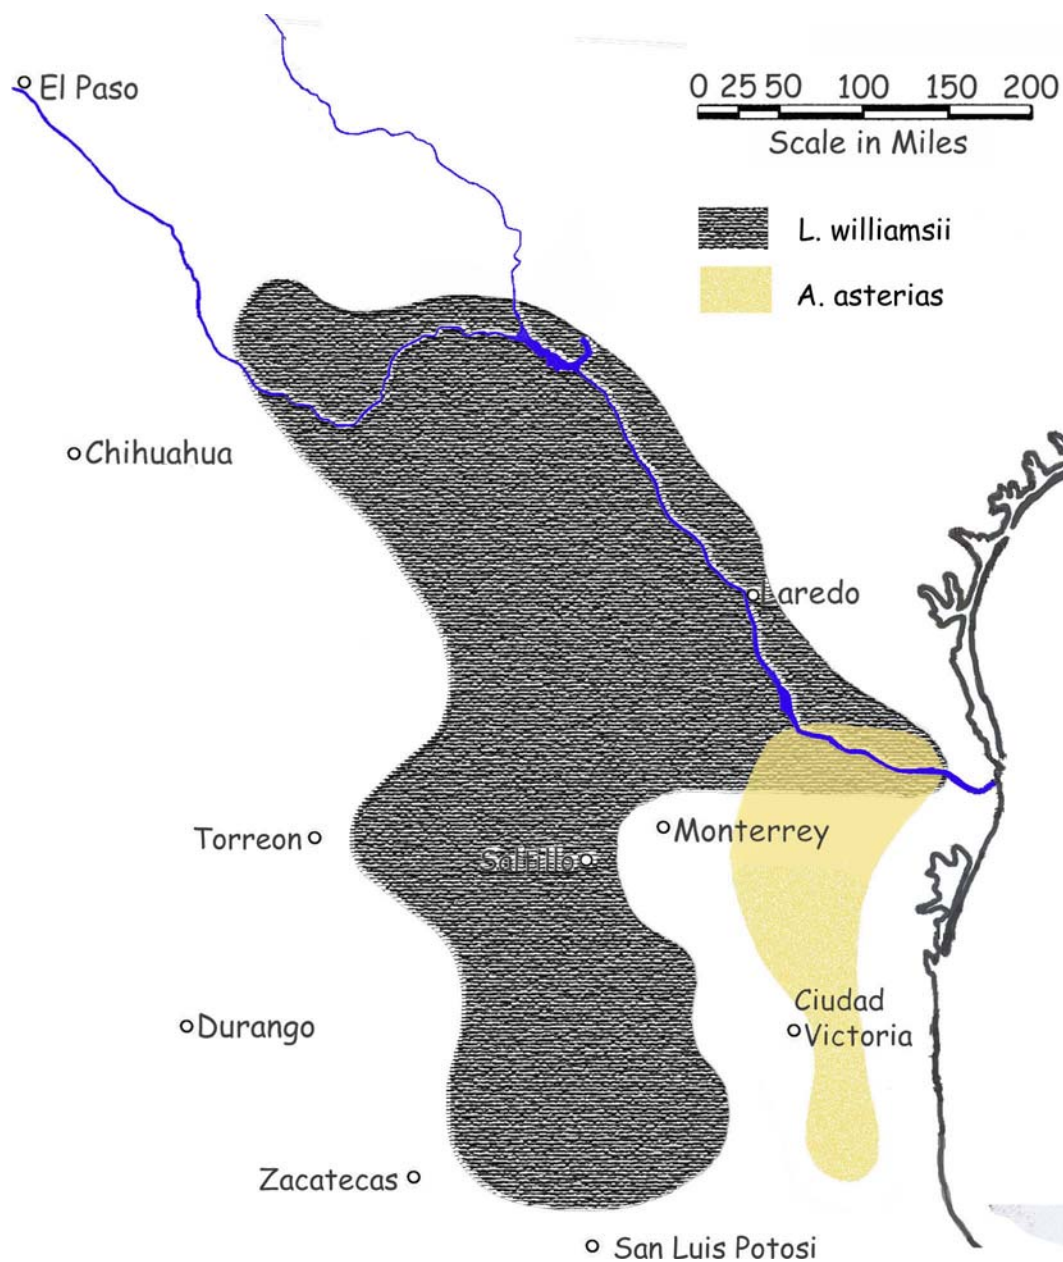 El Paso
0 25 50 100 150 200
Scale in Miles
L. williamsii
A. asterias
Chihuahua
Laredo
Torreon
Monterrey
Saltillo
Ciudad
Victoria
Durango
Zacatecas
San Luis Potosi